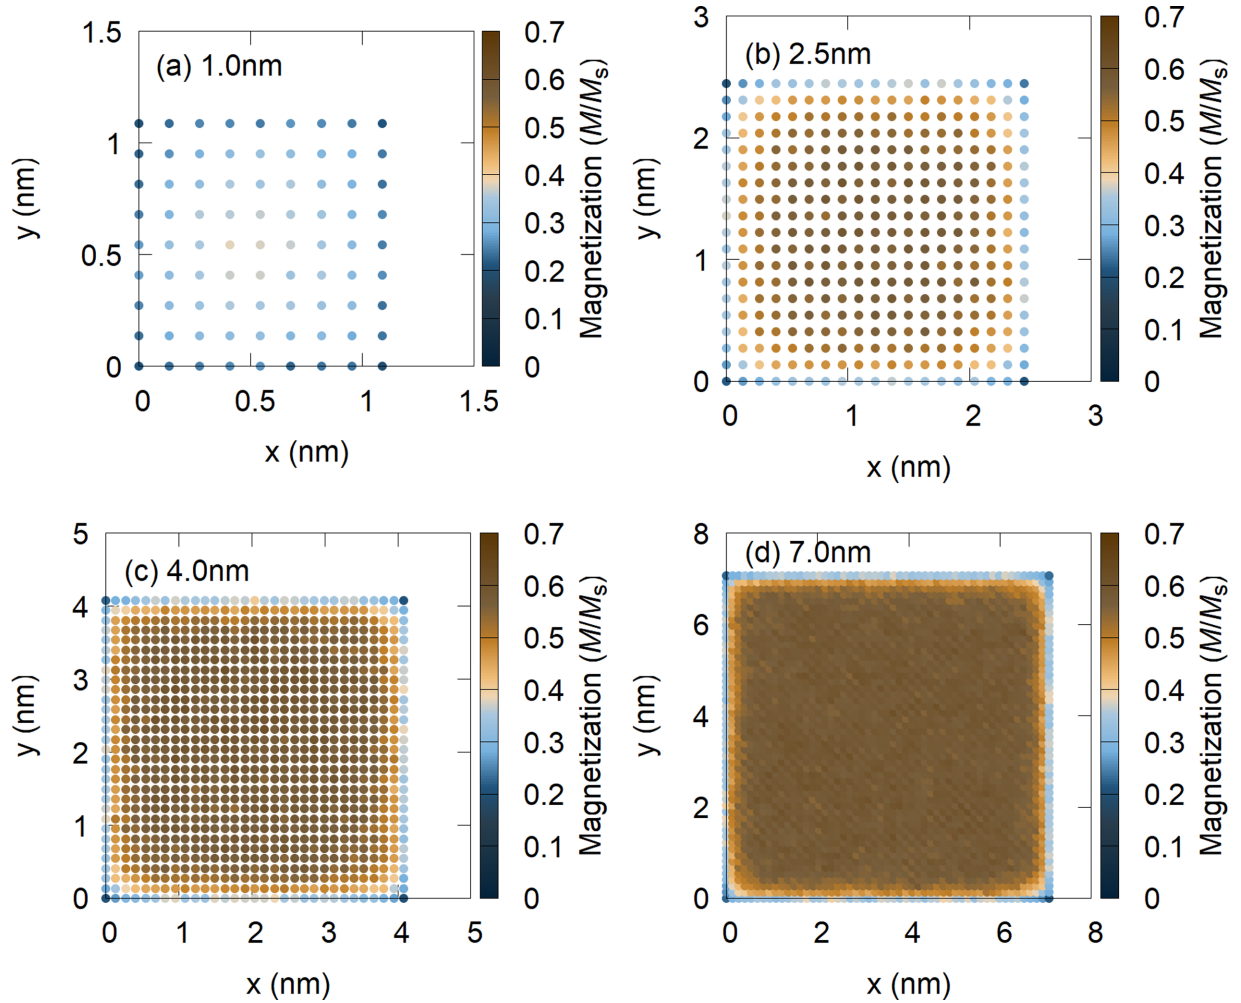 (a) 1.0nm
y (nm)
1.5
1
0.5
0
0 0.5 1 1.5
x (nm)
0.7
0.6
0.5
0.4
0.3
0.2
0.1
0
Magnetization (M/Ms)
(b) 2.5nm
y (nm)
3
2
1
0
0 1 2 3
x (nm)
0.7
0.6
0.5
0.4
0.3
0.2
0.1
0
Magnetization (M/Ms)
(c) 4.0nm
y (nm)
5
4
3
2
1
0
0 1 2 3 4 5
x (nm)
0.7
0.6
0.5
0.4
0.3
0.2
0.1
0
Magnetization (M/Ms)
(d) 7.0nm
y (nm)
8
6
4
2
0
0 2 4 6 8
x (nm)
0.7
0.6
0.5
0.4
0.3
0.2
0.1
0
Magnetization (M/Ms)